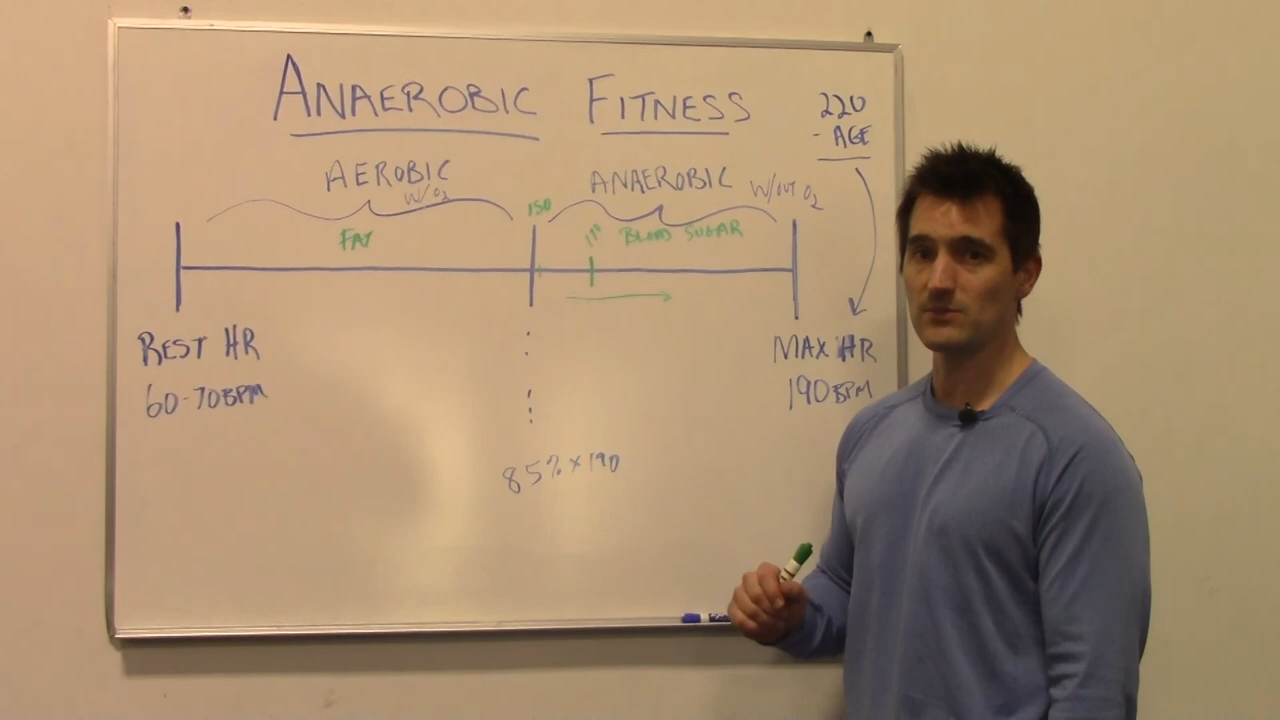 ANAEROBIC FITNESS
220
- AGE
AEROBIC
W/O2
ANAEROBIC W/OUT O2
150
FAT
BLOOD SUGAR
REST HR
60-70BPM
MAX HR
190BPM
85% x 190